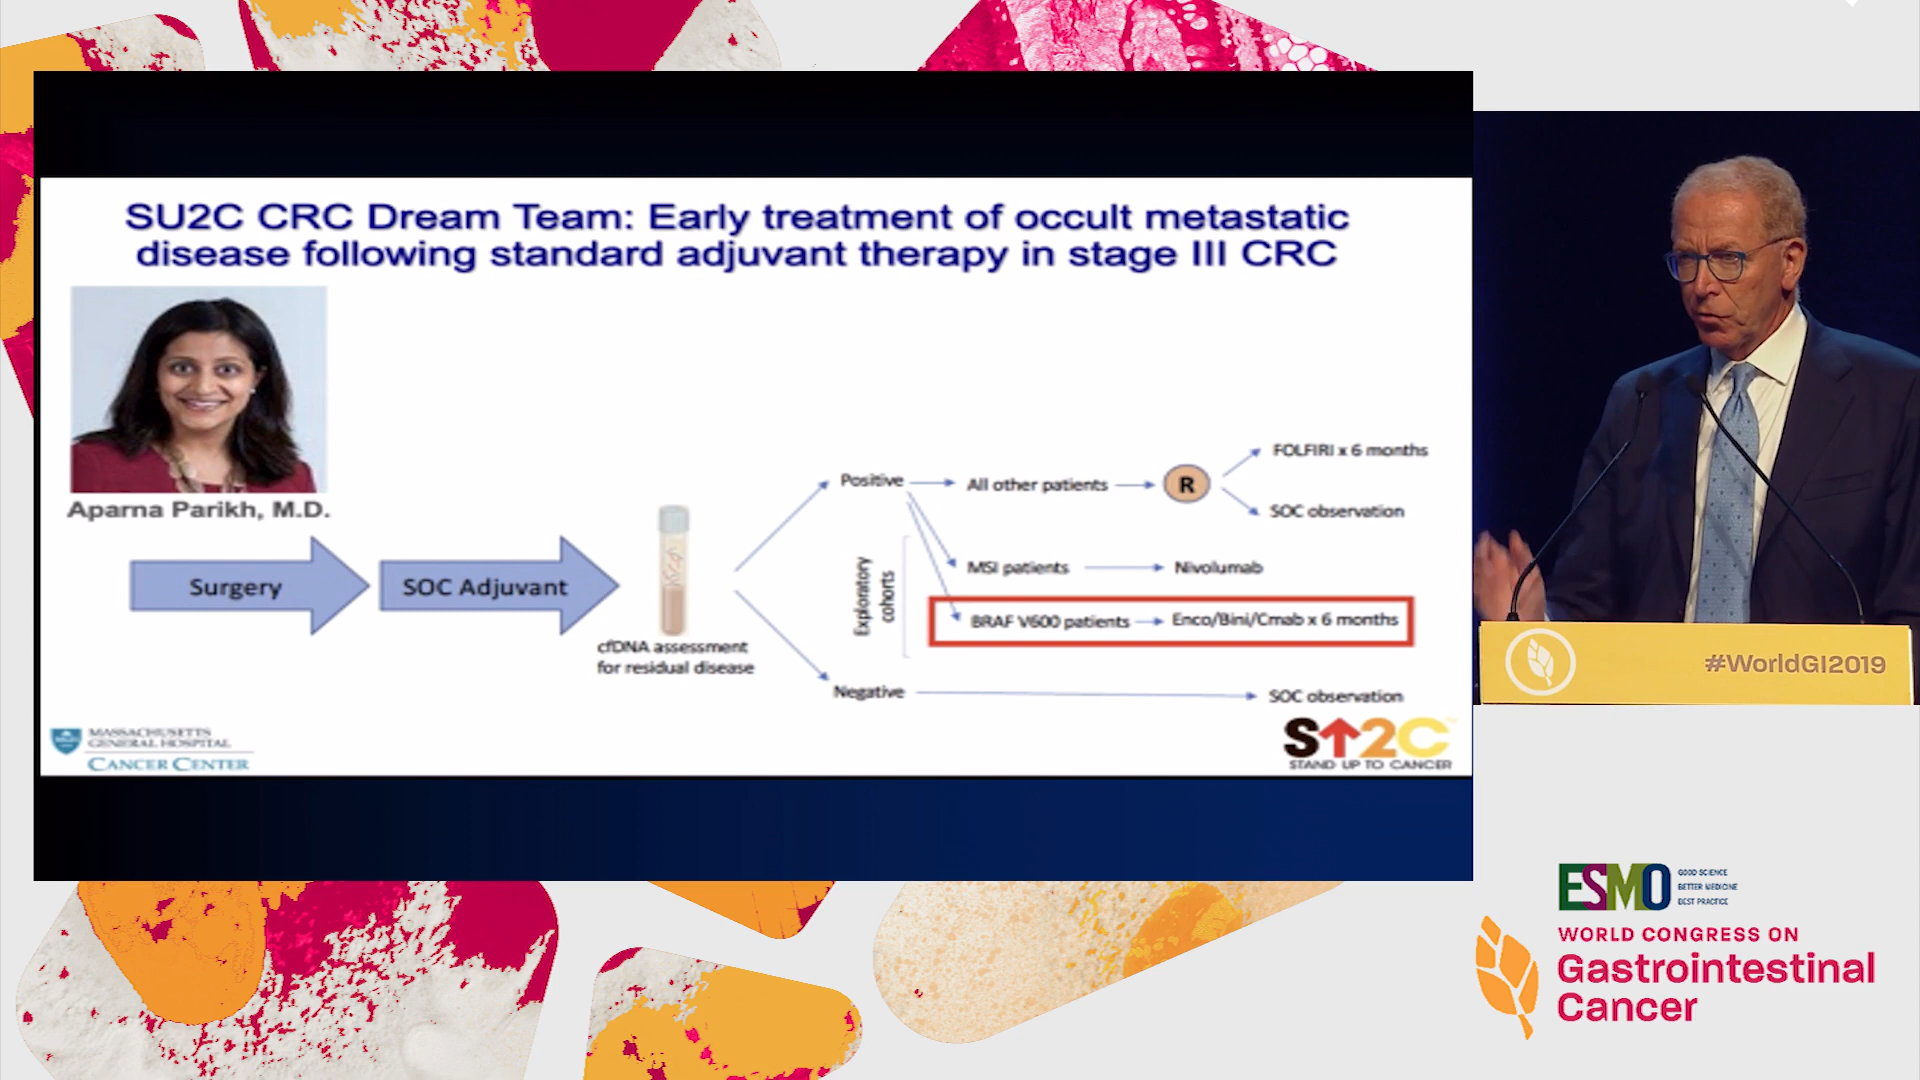 SU2C CRC Dream Team: Early treatment of occult metastatic
disease following standard adjuvant therapy in stage III CRC
Aparna Parikh, M.D.
Surgery
SOC Adjuvant
cfDNA assessment
for residual disease
Positive
All other patients
R
FOLFIRI x 6 months
SOC observation
Exploratory
cohorts
MSI patients
Nivolumab
BRAF V600 patients
Enco/Bini/Cmab x 6 months
Negative
SOC observation
MASSACHUSETTS
GENERAL HOSPITAL
CANCER CENTER
SU2C
STAND UP TO CANCER
#WorldGI2019
ESMO
GOOD SCIENCE
BETTER MEDICINE
BEST PRACTICE
WORLD CONGRESS ON
Gastrointestinal
Cancer